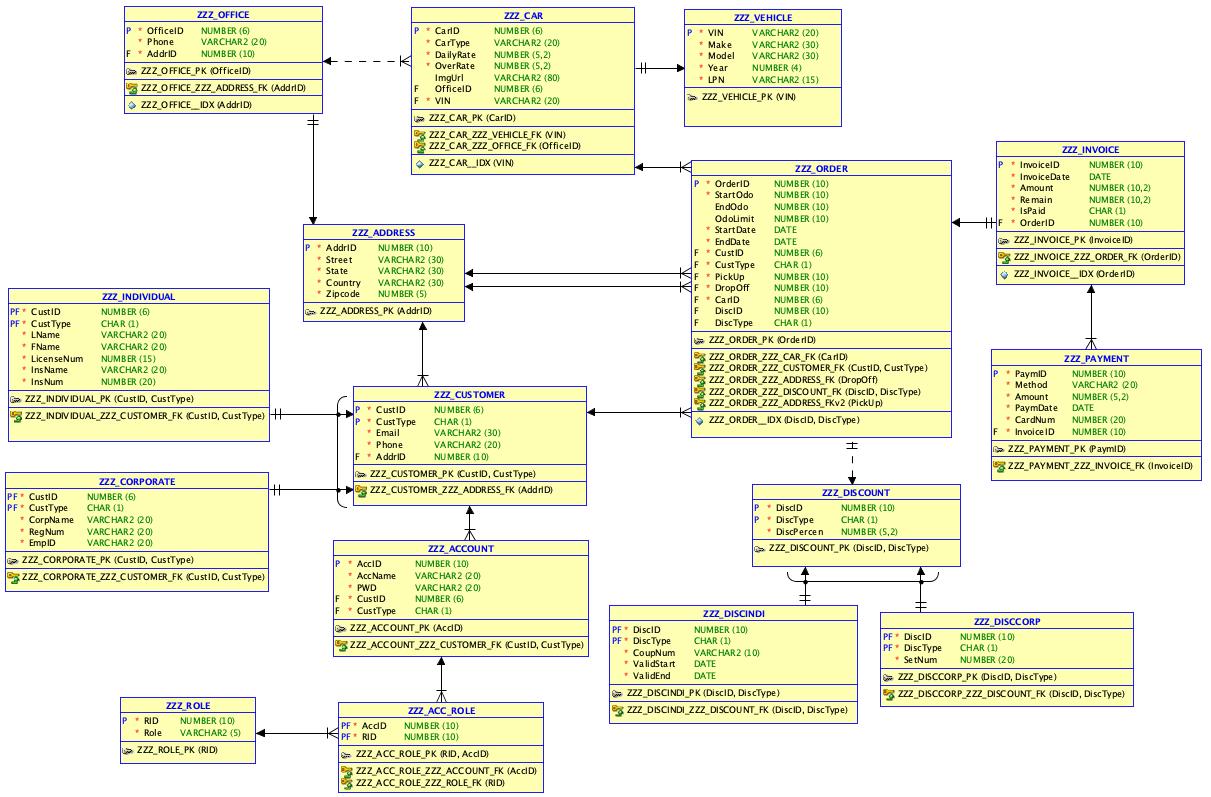 ZZZ_OFFICE
P * OfficeID NUMBER (6)
* Phone VARCHAR2 (20)
F * AddrID NUMBER (10)
ZZZ_OFFICE_PK (OfficeID)
ZZZ_OFFICE_ZZZ_ADDRESS_FK (AddrID)
ZZZ_OFFICE__IDX (AddrID)
ZZZ_CAR
P * CarID NUMBER (6)
* CarType VARCHAR2 (20)
* DailyRate NUMBER (5,2)
* OverRate NUMBER (5,2)
ImgUrl VARCHAR2 (80)
F OfficeID NUMBER (6)
F * VIN VARCHAR2 (20)
ZZZ_CAR_PK (CarID)
ZZZ_CAR_ZZZ_VEHICLE_FK (VIN)
ZZZ_CAR_ZZZ_OFFICE_FK (OfficeID)
ZZZ_CAR__IDX (VIN)
ZZZ_VEHICLE
P * VIN VARCHAR2 (20)
* Make VARCHAR2 (30)
* Model VARCHAR2 (30)
* Year NUMBER (4)
* LPN VARCHAR2 (15)
ZZZ_VEHICLE_PK (VIN)
ZZZ_ORDER
P * OrderID NUMBER (10)
* StartOdo NUMBER (10)
EndOdo NUMBER (10)
OdoLimit NUMBER (10)
* StartDate DATE
* EndDate DATE
F * CustID NUMBER (6)
F * CustType CHAR (1)
F * PickUp NUMBER (10)
F * DropOff NUMBER (10)
F * CarID NUMBER (6)
F DiscID NUMBER (10)
F DiscType CHAR (1)
ZZZ_ORDER_PK (OrderID)
ZZZ_ORDER_ZZZ_CAR_FK (CarID)
ZZZ_ORDER_ZZZ_CUSTOMER_FK (CustID, CustType)
ZZZ_ORDER_ZZZ_ADDRESS_FK (DropOff)
ZZZ_ORDER_ZZZ_DISCOUNT_FK (DiscID, DiscType)
ZZZ_ORDER_ZZZ_ADDRESS_FKv2 (PickUp)
ZZZ_ORDER__IDX (DiscID, DiscType)
ZZZ_INVOICE
P * InvoiceID NUMBER (10)
* InvoiceDate DATE
* Amount NUMBER (10,2)
* Remain NUMBER (10,2)
* IsPaid CHAR (1)
F * OrderID NUMBER (10)
ZZZ_INVOICE_PK (InvoiceID)
ZZZ_INVOICE_ZZZ_ORDER_FK (OrderID)
ZZZ_INVOICE__IDX (OrderID)
ZZZ_ADDRESS
P * AddrID NUMBER (10)
* Street VARCHAR2 (30)
* State VARCHAR2 (30)
* Country VARCHAR2 (30)
* Zipcode NUMBER (5)
ZZZ_ADDRESS_PK (AddrID)
ZZZ_INDIVIDUAL
PF * CustID NUMBER (6)
PF * CustType CHAR (1)
* LName VARCHAR2 (20)
* FName VARCHAR2 (20)
* LicenseNum NUMBER (15)
* InsName VARCHAR2 (20)
* InsNum NUMBER (20)
ZZZ_INDIVIDUAL_PK (CustID, CustType)
ZZZ_INDIVIDUAL_ZZZ_CUSTOMER_FK (CustID, CustType)
ZZZ_PAYMENT
P * PaymID NUMBER (10)
* Method VARCHAR2 (20)
* Amount NUMBER (5,2)
* PaymDate DATE
* CardNum NUMBER (20)
F * InvoiceID NUMBER (10)
ZZZ_PAYMENT_PK (PaymID)
ZZZ_PAYMENT_ZZZ_INVOICE_FK (InvoiceID)
ZZZ_CUSTOMER
P * CustID NUMBER (6)
P * CustType CHAR (1)
* Email VARCHAR2 (30)
* Phone VARCHAR2 (20)
F * AddrID NUMBER (10)
ZZZ_CUSTOMER_PK (CustID, CustType)
ZZZ_CUSTOMER_ZZZ_ADDRESS_FK (AddrID)
ZZZ_CORPORATE
PF * CustID NUMBER (6)
PF * CustType CHAR (1)
* CorpName VARCHAR2 (20)
* RegNum VARCHAR2 (20)
* EmpID VARCHAR2 (20)
ZZZ_CORPORATE_PK (CustID, CustType)
ZZZ_CORPORATE_ZZZ_CUSTOMER_FK (CustID, CustType)
ZZZ_DISCOUNT
P * DiscID NUMBER (10)
P * DiscType CHAR (1)
* DiscPercen NUMBER (5,2)
ZZZ_DISCOUNT_PK (DiscID, DiscType)
ZZZ_ACCOUNT
P * AccID NUMBER (10)
* AccName VARCHAR2 (20)
* PWD VARCHAR2 (20)
F * CustID NUMBER (6)
F * CustType CHAR (1)
ZZZ_ACCOUNT_PK (AccID)
ZZZ_ACCOUNT_ZZZ_CUSTOMER_FK (CustID, CustType)
ZZZ_DISCINDI
PF * DiscID NUMBER (10)
PF * DiscType CHAR (1)
* CoupNum VARCHAR2 (10)
* ValidStart DATE
* ValidEnd DATE
ZZZ_DISCINDI_PK (DiscID, DiscType)
ZZZ_DISCINDI_ZZZ_DISCOUNT_FK (DiscID, DiscType)
ZZZ_DISCCORP
PF * DiscID NUMBER (10)
PF * DiscType CHAR (1)
* SetNum NUMBER (20)
ZZZ_DISCCORP_PK (DiscID, DiscType)
ZZZ_DISCCORP_ZZZ_DISCOUNT_FK (DiscID, DiscType)
ZZZ_ROLE
P * RID NUMBER (10)
* Role VARCHAR2 (5)
ZZZ_ROLE_PK (RID)
ZZZ_ACC_ROLE
PF * AccID NUMBER (10)
PF * RID NUMBER (10)
ZZZ_ACC_ROLE_PK (RID, AccID)
ZZZ_ACC_ROLE_ZZZ_ACCOUNT_FK (AccID)
ZZZ_ACC_ROLE_ZZZ_ROLE_FK (RID)